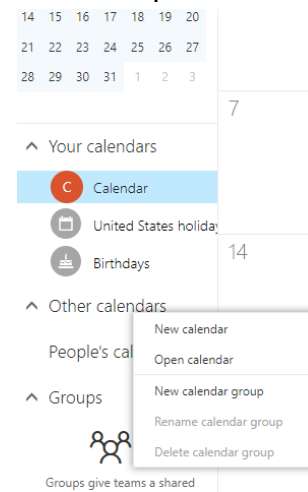 14 15 16 17 18 19 20
21 22 23 24 25 26 27
28 29 30 31 1 2 3
7
Your calendars
C Calendar
United States holiday
14
Birthdays
Other calendars
New calendar
People's cal
Open calendar
New calendar group
Groups
Rename calendar group
Delete calendar group
Groups give teams a shared